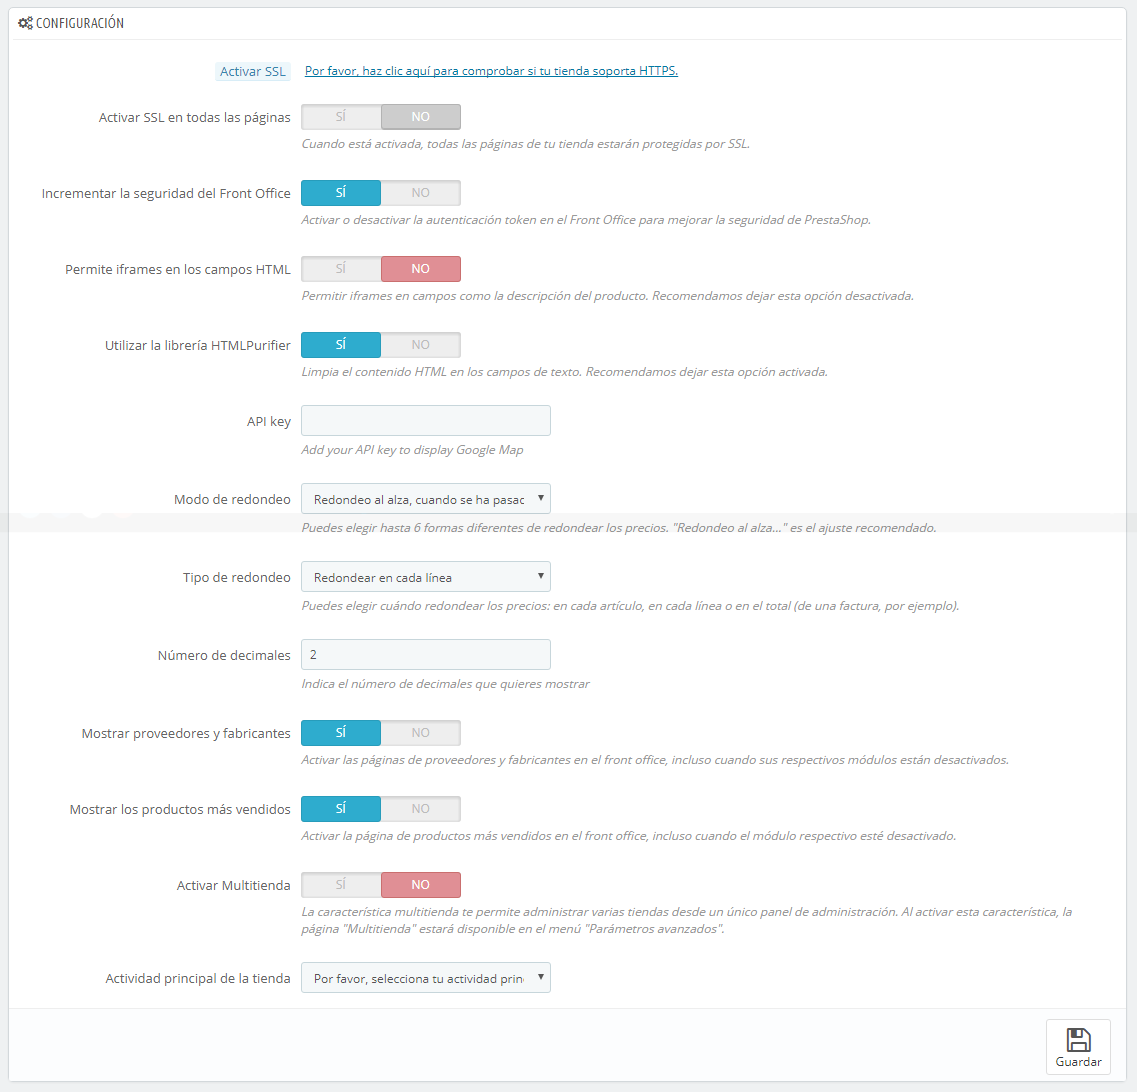 CONFIGURACIÓN
Activar SSL Por favor, haz clic aquí para comprobar si tu tienda soporta HTTPS.
Activar SSL en todas las páginas SÍ NO
Cuando está activada, todas las páginas de tu tienda estarán protegidas por SSL.
Incrementar la seguridad del Front Office SÍ NO
Activar o desactivar la autenticación token en el Front Office para mejorar la seguridad de PrestaShop.
Permite iframes en los campos HTML SÍ NO
Permitir iframes en campos como la descripción del producto. Recomendamos dejar esta opción desactivada.
Utilizar la librería HTMLPurifier SÍ NO
Limpia el contenido HTML en los campos de texto. Recomendamos dejar esta opción activada.
API key
Add your API key to display Google Map
Modo de redondeo Redondeo al alza, cuando se ha pasac
Puedes elegir hasta 6 formas diferentes de redondear los precios. "Redondeo al alza..." es el ajuste recomendado.
Tipo de redondeo Redondear en cada línea
Puedes elegir cuándo redondear los precios: en cada artículo, en cada línea o en el total (de una factura, por ejemplo).
Número de decimales 2
Indica el número de decimales que quieres mostrar
Mostrar proveedores y fabricantes SÍ NO
Activar las páginas de proveedores y fabricantes en el front office, incluso cuando sus respectivos módulos están desactivados.
Mostrar los productos más vendidos SÍ NO
Activar la página de productos más vendidos en el front office, incluso cuando el módulo respectivo esté desactivado.
Activar Multitienda SÍ NO
La característica multitienda te permite administrar varias tiendas desde un único panel de administración. Al activar esta característica, la
página "Multitienda" estará disponible en el menú "Parámetros avanzados".
Actividad principal de la tienda Por favor, selecciona tu actividad prin
Guardar